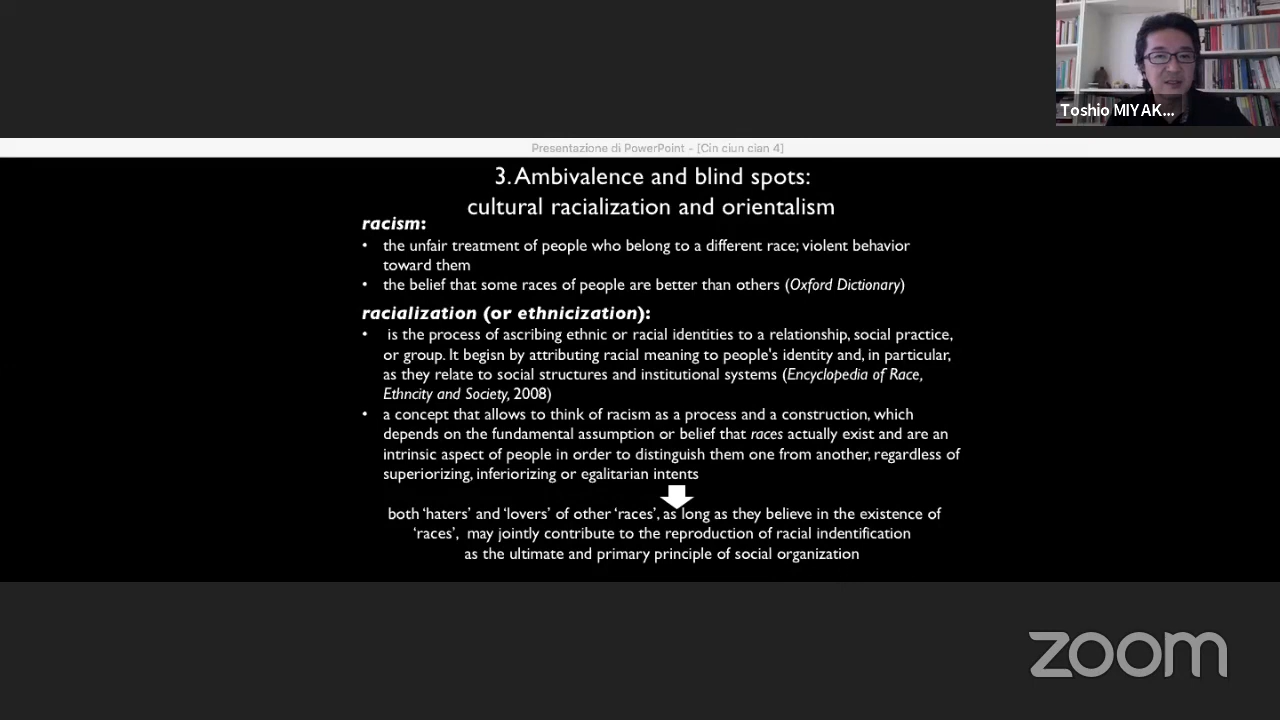 Toshio MIYAK...
Presentazione di PowerPoint - [Cin ciun cian 4]
3. Ambivalence and blind spots:
cultural racialization and orientalism
racism:
• the unfair treatment of people who belong to a different race; violent behavior
toward them
• the belief that some races of people are better than others (Oxford Dictionary)
racialization (or ethnicization):
• is the process of ascribing ethnic or racial identities to a relationship, social practice,
or group. It begisn by attributing racial meaning to people's identity and, in particular,
as they relate to social structures and institutional systems (Encyclopedia of Race,
Ethncity and Society, 2008)
• a concept that allows to think of racism as a process and a construction, which
depends on the fundamental assumption or belief that races actually exist and are an
intrinsic aspect of people in order to distinguish them one from another, regardless of
superiorizing, inferiorizing or egalitarian intents
both ‘haters’ and ‘lovers’ of other ‘races’, as long as they believe in the existence of
‘races’, may jointly contribute to the reproduction of racial indentification
as the ultimate and primary principle of social organization
zoom